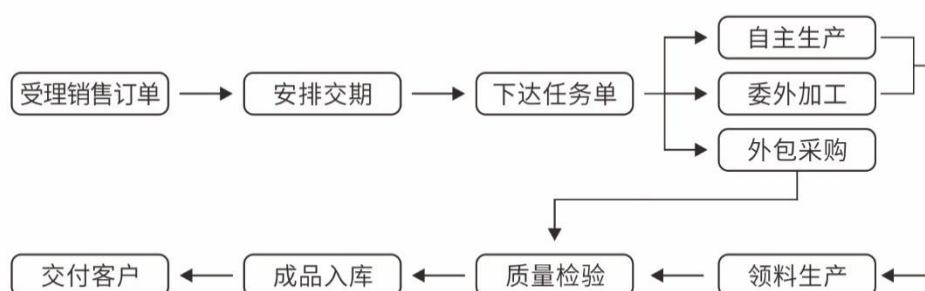 受理销售订单
安排交期
下达任务单
自主生产
委外加工
外包采购
交付客户
成品入库
质量检验
领料生产